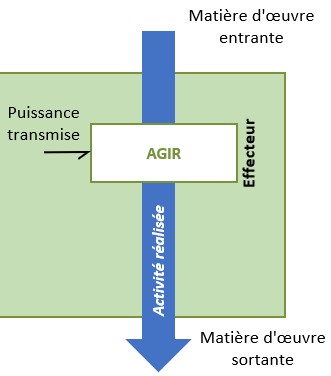 Matière d'œuvre
entrante
Puissance
transmise
AGIR
Effecteur
Activité réalisée
Matière d'œuvre
sortante